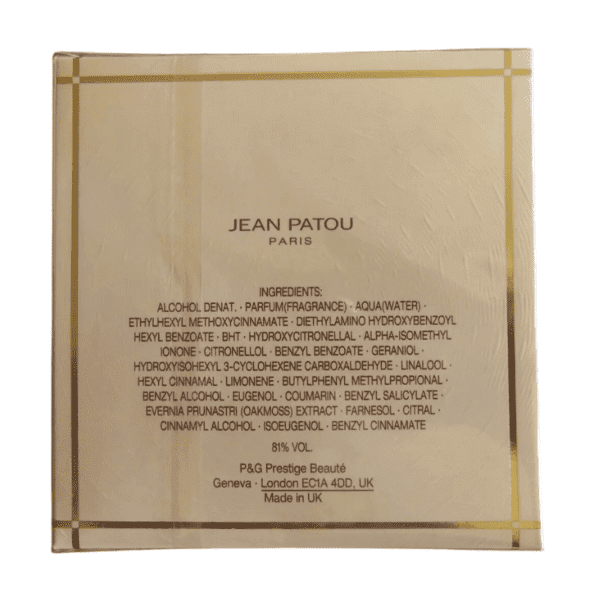 JEAN PATOU
PARIS
INGREDIENTS:
ALCOHOL DENAT. · PARFUM(FRAGRANCE) · AQUA(WATER) ·
ETHYLHEXYL METHOXYCINNAMATE · DIETHYLAMINO HYDROXYBENZOYL
HEXYL BENZOATE · BHT · HYDROXYCITRONELLAL · ALPHA-ISOMETHYL
IONONE · CITRONELLOL · BENZYL BENZOATE · GERANIOL ·
HYDROXYISOHEXYL 3-CYCLOHEXENE CARBOXALDEHYDE · LINALOOL ·
HEXYL CINNAMAL · LIMONENE · BUTYLPHENYL METHYLPROPIONAL ·
BENZYL ALCOHOL · EUGENOL · COUMARIN · BENZYL SALICYLATE ·
EVERNIA PRUNASTRI (OAKMOSS) EXTRACT · FARNESOL · CITRAL ·
CINNAMYL ALCOHOL · ISOEUGENOL · BENZYL CINNAMATE
81% VOL.
P&G Prestige Beauté
Geneva · London EC1A 4DD, UK
Made in UK